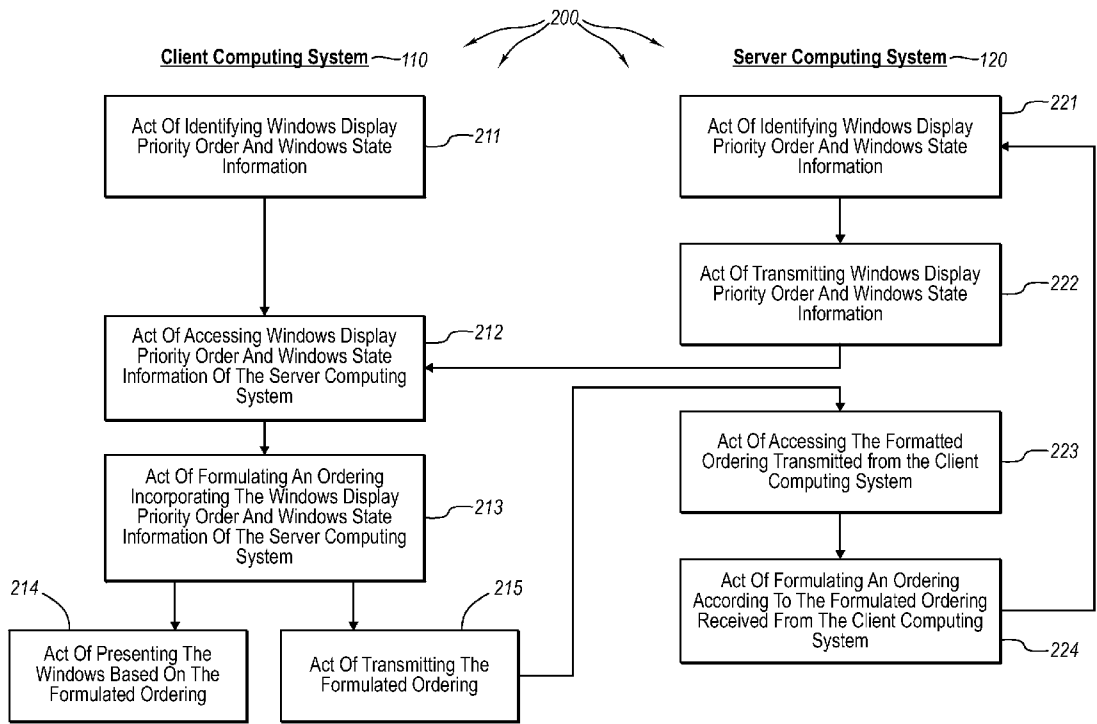 200
Client Computing System 110
Act Of Identifying Windows Display
Priority Order And Windows State
Information
211
Act Of Accessing Windows Display
Priority Order And Windows State
Information Of The Server Computing
System
212
Act Of Formulating An Ordering
Incorporating The Windows Display
Priority Order And Windows State
Information Of The Server Computing
System
213
214
Act Of Presenting The
Windows Based On The
Formulated Ordering
215
Act Of Transmitting The
Formulated Ordering
Server Computing System 120
221
Act Of Identifying Windows Display
Priority Order And Windows State
Information
Act Of Transmitting Windows Display
Priority Order And Windows State
Information
222
Act Of Accessing The Formatted
Ordering Transmitted from the Client
Computing System
223
Act Of Formulating An Ordering
According To The Formulated Ordering
Received From The Client Computing
System
224